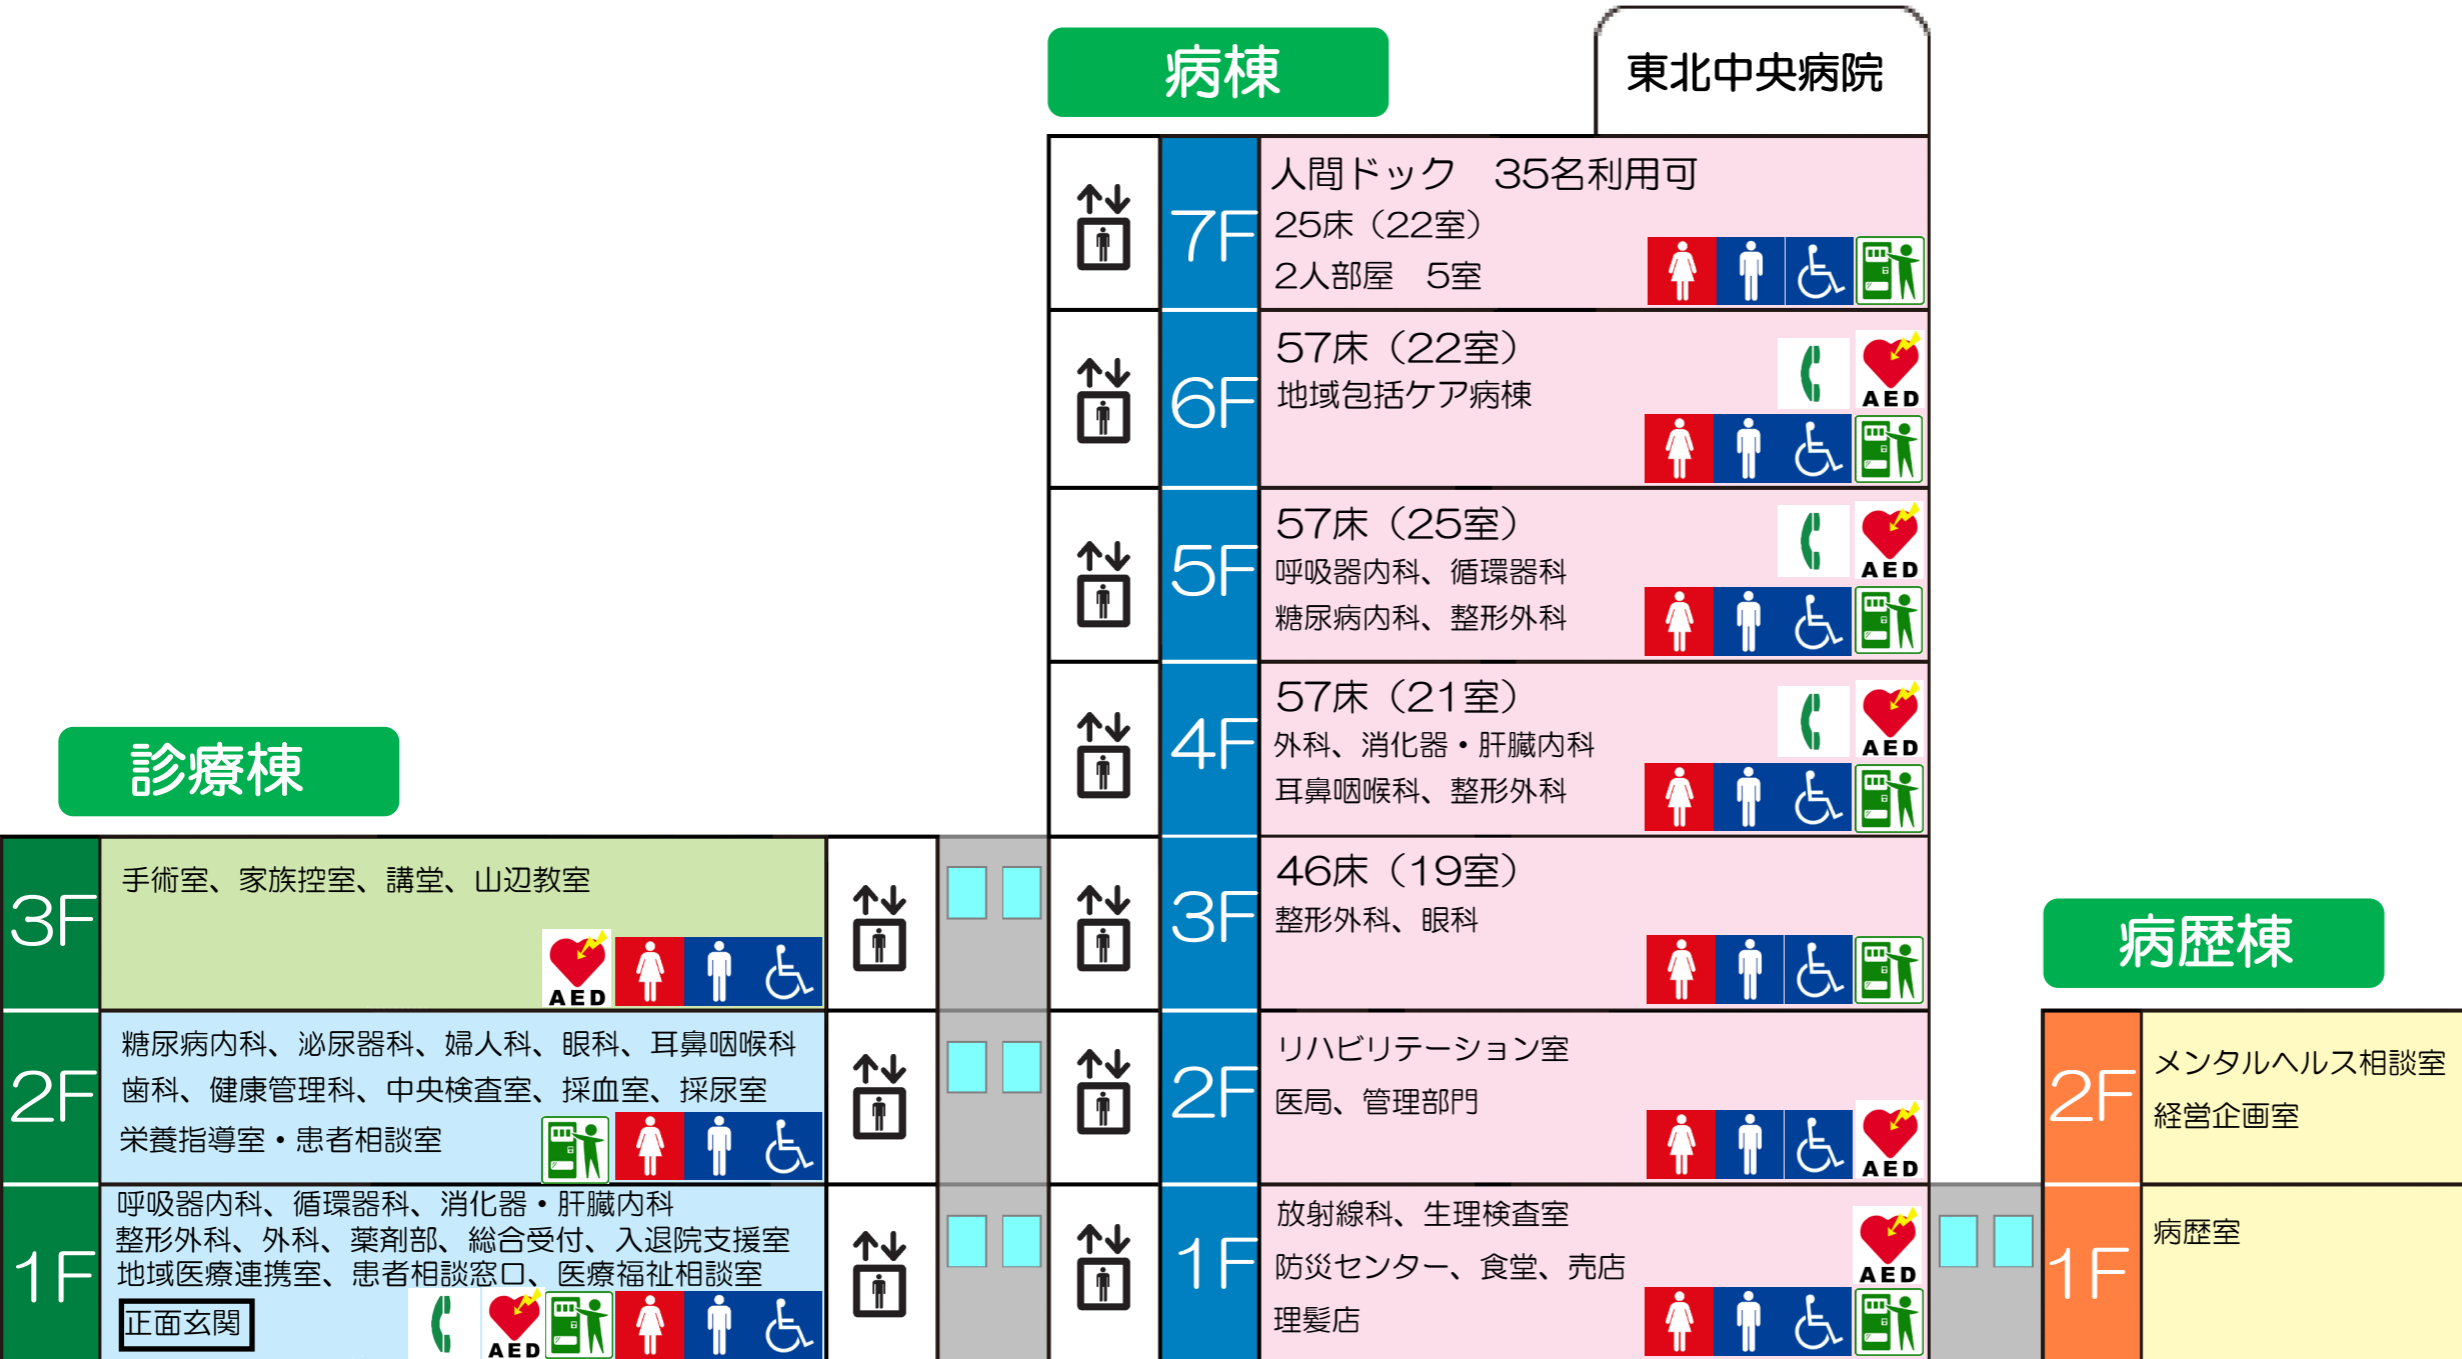 病棟
東北中央病院
7F
人間ドック 35名利用可
25床（22室）
2人部屋 5室
6F
57床（22室）
地域包括ケア病棟
AED
5F
57床（25室）
呼吸器内科、循環器科
糖尿病内科、整形外科
AED
4F
57床（21室）
外科、消化器・肝臓内科
耳鼻咽喉科、整形外科
AED
3F
46床（19室）
整形外科、眼科
2F
リハビリテーション室
医局、管理部門
AED
1F
放射線科、生理検査室
防災センター、食堂、売店
理髪店
AED
診療棟
3F
手術室、家族控室、講堂、山辺教室
AED
2F
糖尿病内科、泌尿器科、婦人科、眼科、耳鼻咽喉科
歯科、健康管理科、中央検査室、採血室、採尿室
栄養指導室・患者相談室
1F
呼吸器内科、循環器科、消化器・肝臓内科
整形外科、外科、薬剤部、総合受付、入退院支援室
地域医療連携室、患者相談窓口、医療福祉相談室
正面玄関
AED
病歴棟
2F
メンタルヘルス相談室
経営企画室
1F
病歴室